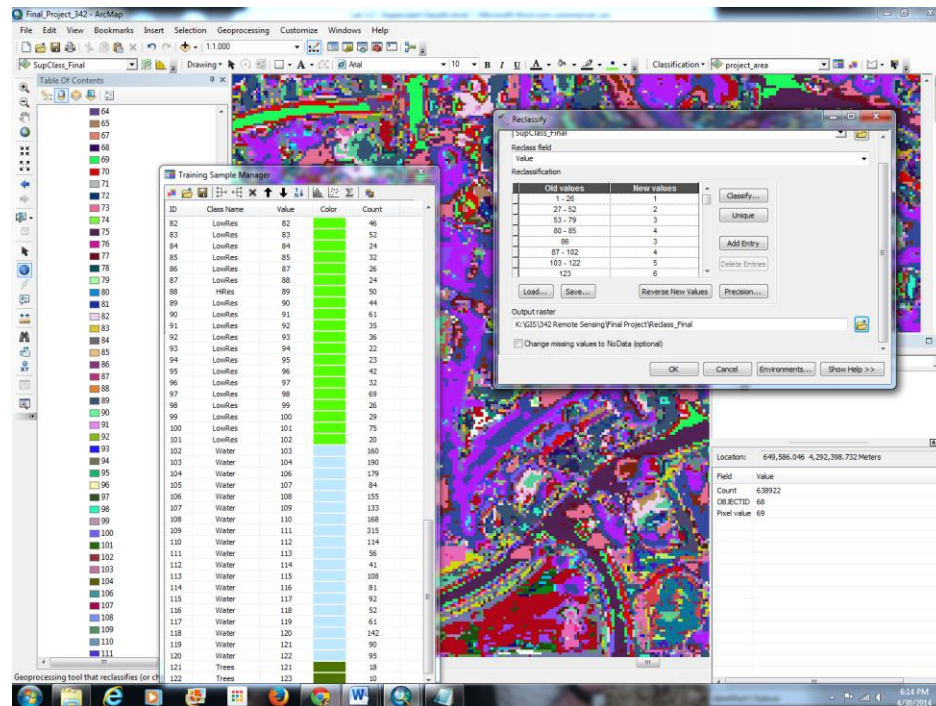 Final_Project_342 - ArcMap
File Edit View Bookmarks Insert Selection Geoprocessing Customize Windows Help
1:1,000
SupClass_Final Drawing Arial 10 B I U A Classification project_area
Table Of Contents
64
65
67
68
69
70
71
72
73
74
75
76
77
78
79
80
81
82
83
84
85
86
87
88
89
90
91
92
93
94
95
96
97
98
99
100
101
102
103
104
105
106
107
108
109
110
111
Training Sample Manager
ID Class Name Value Color Count
82 LowRes 82 46
83 LowRes 83 52
84 LowRes 84 24
85 LowRes 85 32
86 LowRes 87 26
87 LowRes 88 24
88 HiRes 89 50
89 LowRes 90 44
90 LowRes 91 61
91 LowRes 92 35
92 LowRes 93 36
93 LowRes 94 22
94 LowRes 95 23
95 LowRes 96 42
96 LowRes 97 32
97 LowRes 98 69
98 LowRes 99 26
99 LowRes 100 29
100 LowRes 101 75
101 LowRes 102 20
102 Water 103 160
103 Water 104 190
104 Water 106 179
105 Water 107 84
106 Water 108 155
107 Water 109 133
108 Water 110 168
109 Water 111 315
110 Water 112 114
111 Water 113 56
112 Water 114 41
113 Water 115 108
114 Water 116 81
115 Water 117 92
116 Water 118 52
117 Water 119 61
118 Water 120 142
119 Water 121 90
120 Water 122 95
121 Trees 121 18
122 Trees 123 10
Reclassify
SupClass_Final
Reclass field
Value
Reclassification
Old values New values
1 - 26 1
27 - 52 2
53 - 79 3
80 - 85 4
86 3
87 - 102 4
103 - 122 5
123 6
Classify...
Unique
Add Entry
Delete Entries
Load... Save... Reverse New Values Precision...
Output raster
K:\GIS\342 Remote Sensing\Final Project\Reclass_Final
Change missing values to NoData (optional)
OK Cancel Environments... Show Help >>
Location: 649,586.046 4,292,398.732 Meters
Field Value
Count 638922
OBJECTID 68
Pixel value 69
Geoprocessing tool that reclassifies (or ch
6:14 PM
4/30/2014